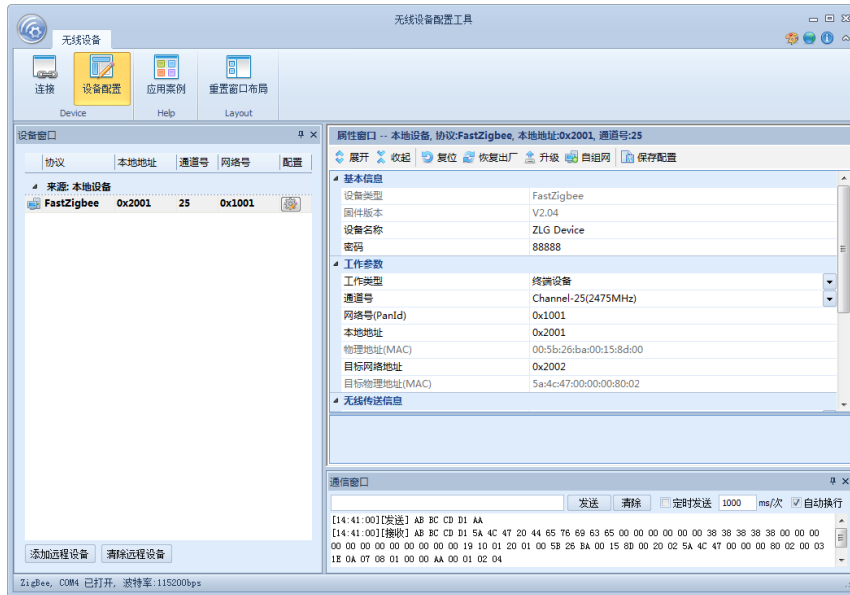 无线设备配置工具
无线设备
连接
设备配置
应用案例
重置窗口布局
Device
Help
Layout
设备窗口
协议 本地地址 通道号 网络号 配置
来源: 本地设备
FastZigbee 0x2001 25 0x1001
添加远程设备 清除远程设备
属性窗口 -- 本地设备, 协议:FastZigbee, 本地地址:0x2001, 通道号:25
展开 收起 复位 恢复出厂 升级 自组网 保存配置
基本信息
设备类型 FastZigbee
固件版本 V2.04
设备名称 ZLG Device
密码 88888
工作参数
工作类型 终端设备
通道号 Channel-25(2475MHz)
网络号(PanId) 0x1001
本地地址 0x2001
物理地址(MAC) 00:5b:26:ba:00:15:8d:00
目标网络地址 0x2002
目标物理地址(MAC) 5a:4c:47:00:00:00:80:02
无线传送信息
通信窗口
发送 清除 定时发送 1000 ms/次 自动换行
[14:41:00][发送] AB BC CD D1 AA
[14:41:00][接收] AB BC CD D1 5A 4C 47 20 44 65 76 69 63 65 00 00 00 00 00 00 38 38 38 38 38 00 00 00
00 00 00 00 00 00 00 00 00 19 10 01 20 01 00 5B 26 BA 00 15 8D 00 20 02 5A 4C 47 00 00 00 80 02 00 03
1E 0A 07 08 01 00 00 AA 00 01 02 04
ZigBee, COM4 已打开, 波特率:115200bps